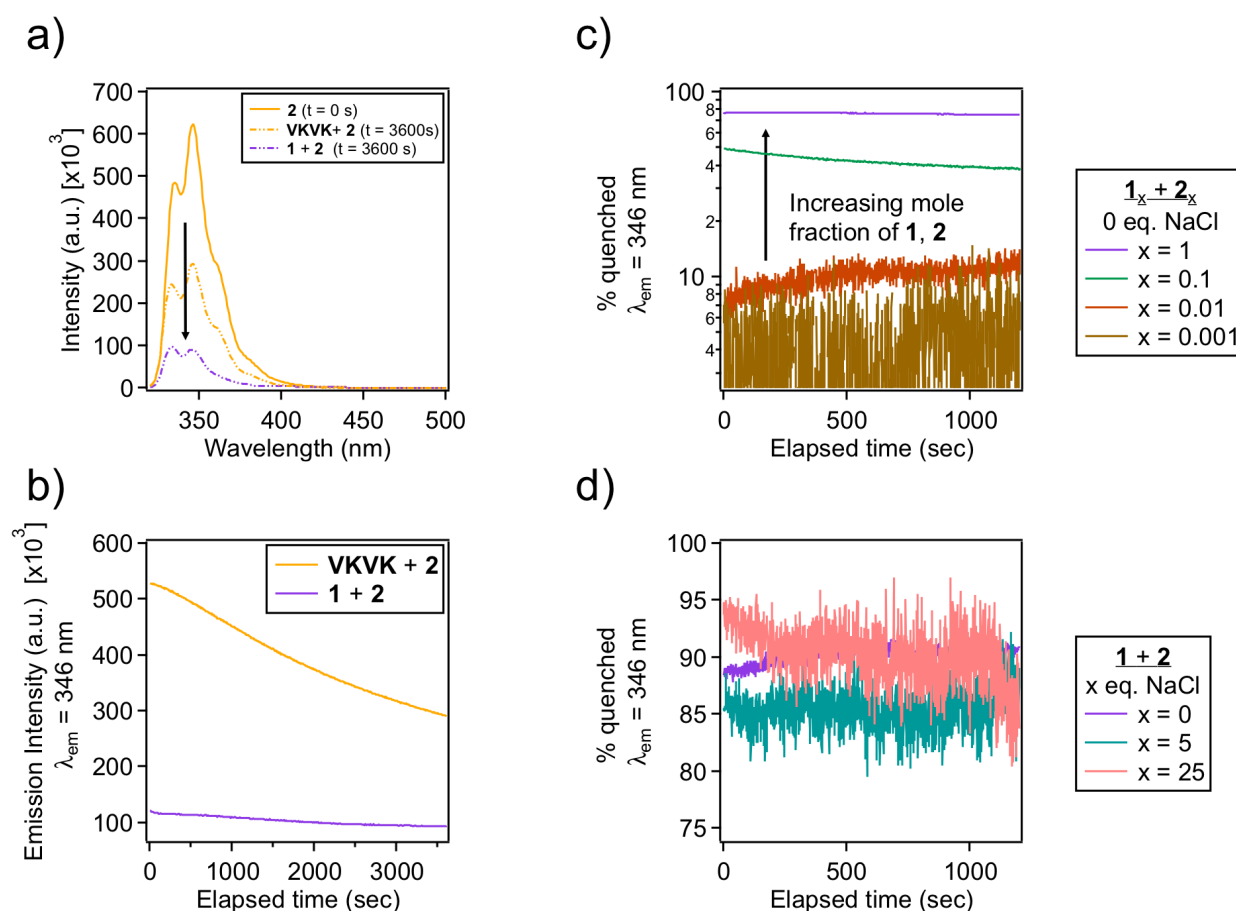 a)
700
600
500
400
300
200
100
0
Intensity (a.u.) [x10³]
350
400
450
500
Wavelength (nm)
2 (t = 0 s)
VKVK+ 2 (t = 3600s)
1 + 2 (t = 3600 s)
b)
600
500
400
300
200
100
Emission Intensity (a.u.) [x10³]
λem = 346 nm
0
1000
2000
3000
Elapsed time (sec)
VKVK + 2
1 + 2
c)
100
8
6
4
2
10
8
6
4
% quenched
λem = 346 nm
0
500
1000
Elapsed time (sec)
Increasing mole
fraction of 1, 2
1x + 2x
0 eq. NaCl
x = 1
x = 0.1
x = 0.01
x = 0.001
d)
100
95
90
85
80
75
% quenched
λem = 346 nm
0
500
1000
Elapsed time (sec)
1 + 2
x eq. NaCl
x = 0
x = 5
x = 25